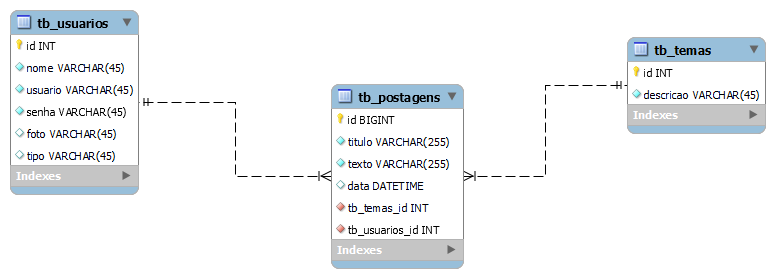 tb_usuarios
id INT
nome VARCHAR(45)
usuario VARCHAR(45)
senha VARCHAR(45)
foto VARCHAR(45)
tipo VARCHAR(45)
Indexes
tb_postagens
id BIGINT
titulo VARCHAR(255)
texto VARCHAR(255)
data DATETIME
tb_temas_id INT
tb_usuarios_id INT
Indexes
tb_temas
id INT
descricao VARCHAR(45)
Indexes